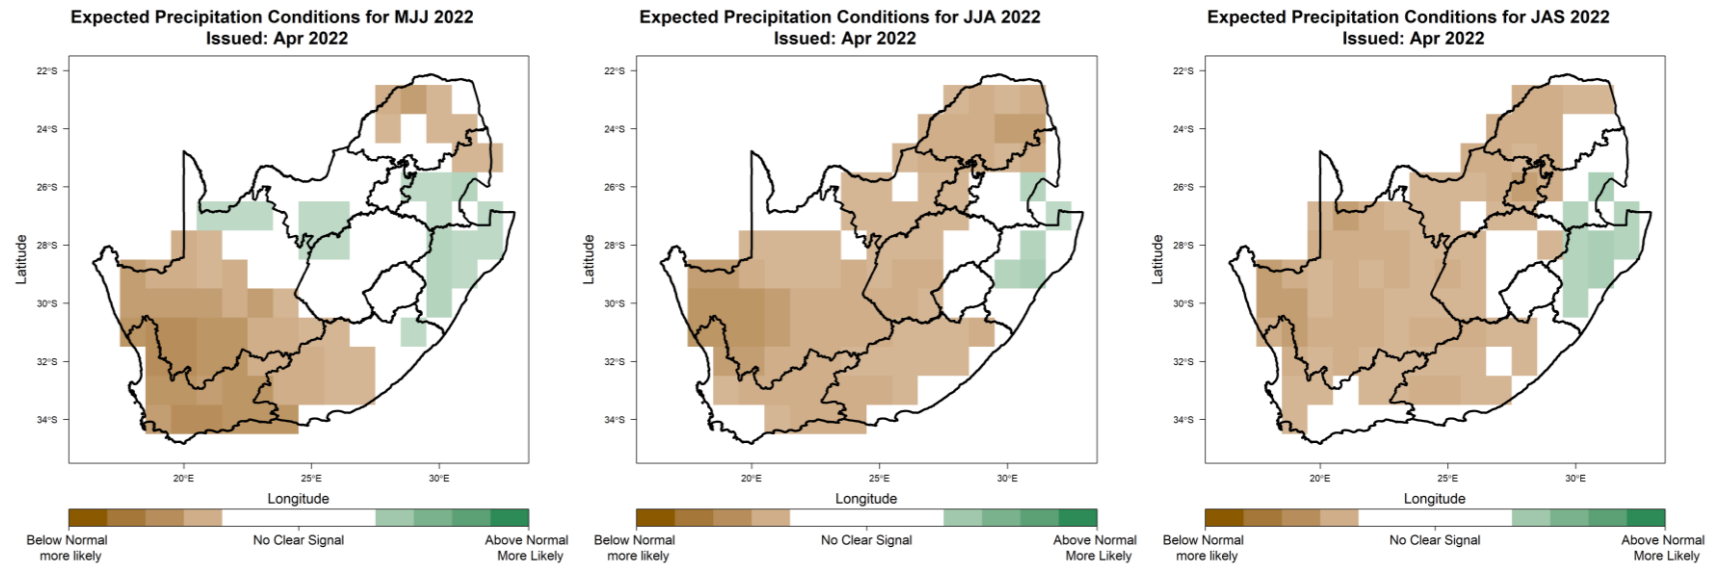 Expected Precipitation Conditions for MJJ 2022
Issued: Apr 2022
22°S
24°S
26°S
28°S
30°S
32°S
34°S
Latitude
20°E
25°E
30°E
Longitude
Below Normal
more likely
No Clear Signal
Above Normal
More Likely
Expected Precipitation Conditions for JJA 2022
Issued: Apr 2022
22°S
24°S
26°S
28°S
30°S
32°S
34°S
Latitude
20°E
25°E
30°E
Longitude
Below Normal
more likely
No Clear Signal
Above Normal
More Likely
Expected Precipitation Conditions for JAS 2022
Issued: Apr 2022
22°S
24°S
26°S
28°S
30°S
32°S
34°S
Latitude
20°E
25°E
30°E
Longitude
Below Normal
more likely
No Clear Signal
Above Normal
More Likely